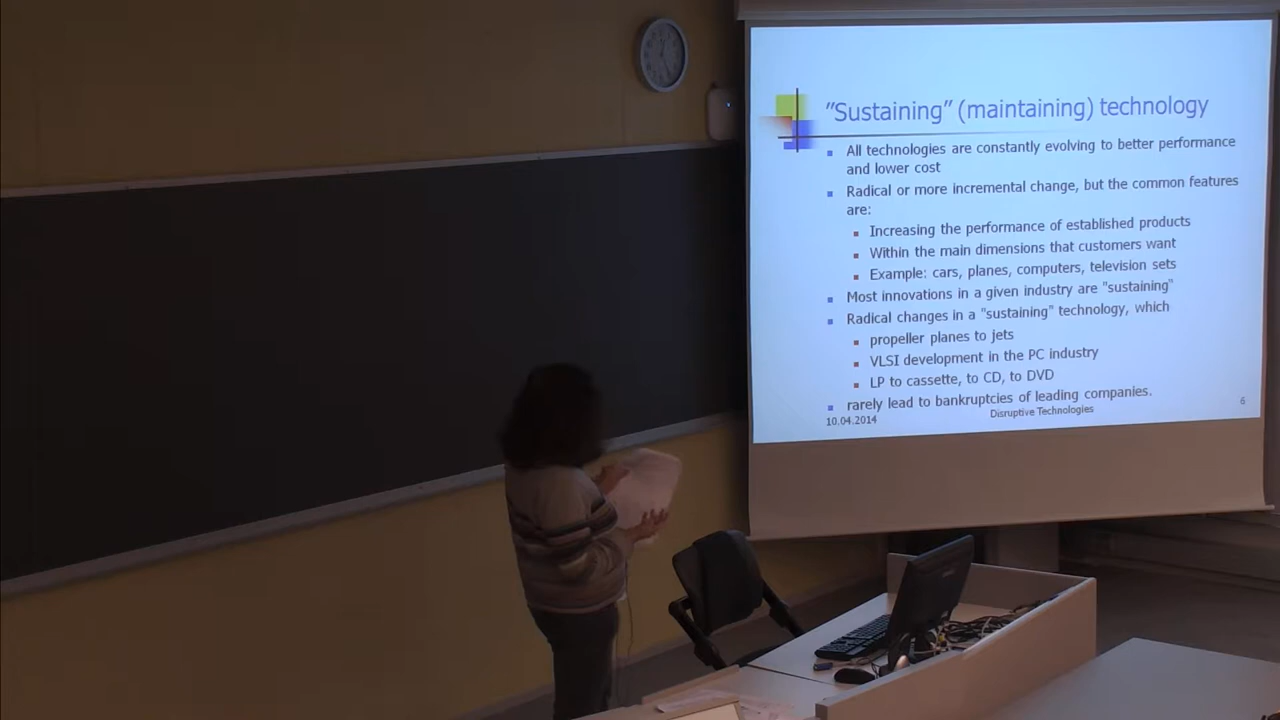 "Sustaining" (maintaining) technology
All technologies are constantly evolving to better performance
and lower cost
Radical or more incremental change, but the common features
are:
Increasing the performance of established products
Within the main dimensions that customers want
Example: cars, planes, computers, television sets
Most innovations in a given industry are "sustaining"
Radical changes in a "sustaining" technology, which
propeller planes to jets
VLSI development in the PC industry
LP to cassette, to CD, to DVD
rarely lead to bankruptcies of leading companies.
10.04.2014
Disruptive Technologies
6